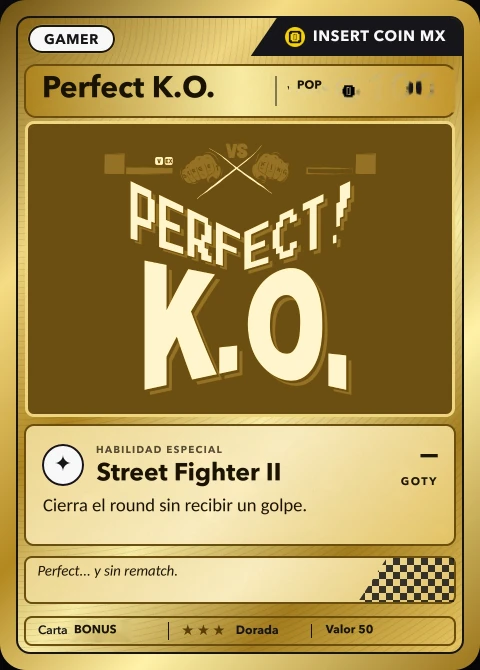 GAMER
INSERT COIN MX
Perfect K.O.
POP
VS
V EX
PERFECT!
K.O.
HABILIDAD ESPECIAL
Street Fighter II
GOTY
Cierra el round sin recibir un golpe.
Perfect... y sin rematch.
Carta BONUS
★★★ Dorada
Valor 50